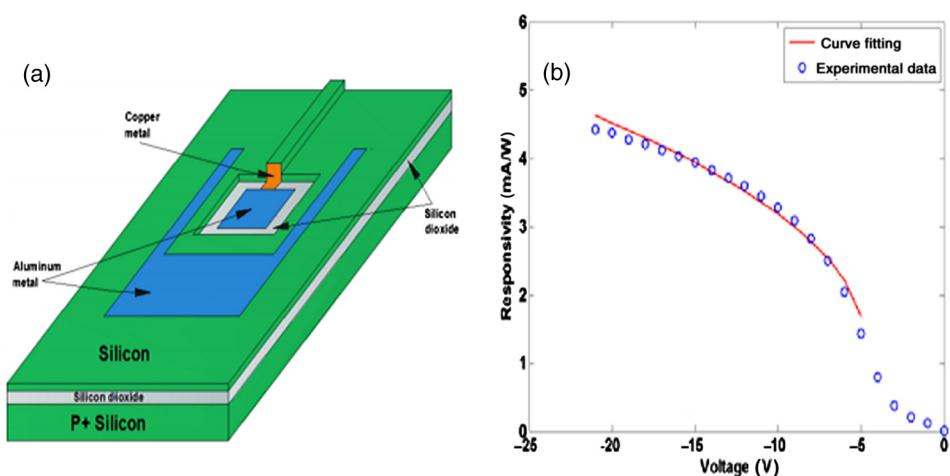 (a)
Copper
metal
Silicon
dioxide
Aluminum
metal
Silicon
Silicon dioxide
P+ Silicon
(b)
Curve fitting
Experimental data
6
5
4
3
2
1
0
Responsivity (mA/W)
−25
−20
−15
−10
−5
0
Voltage (V)